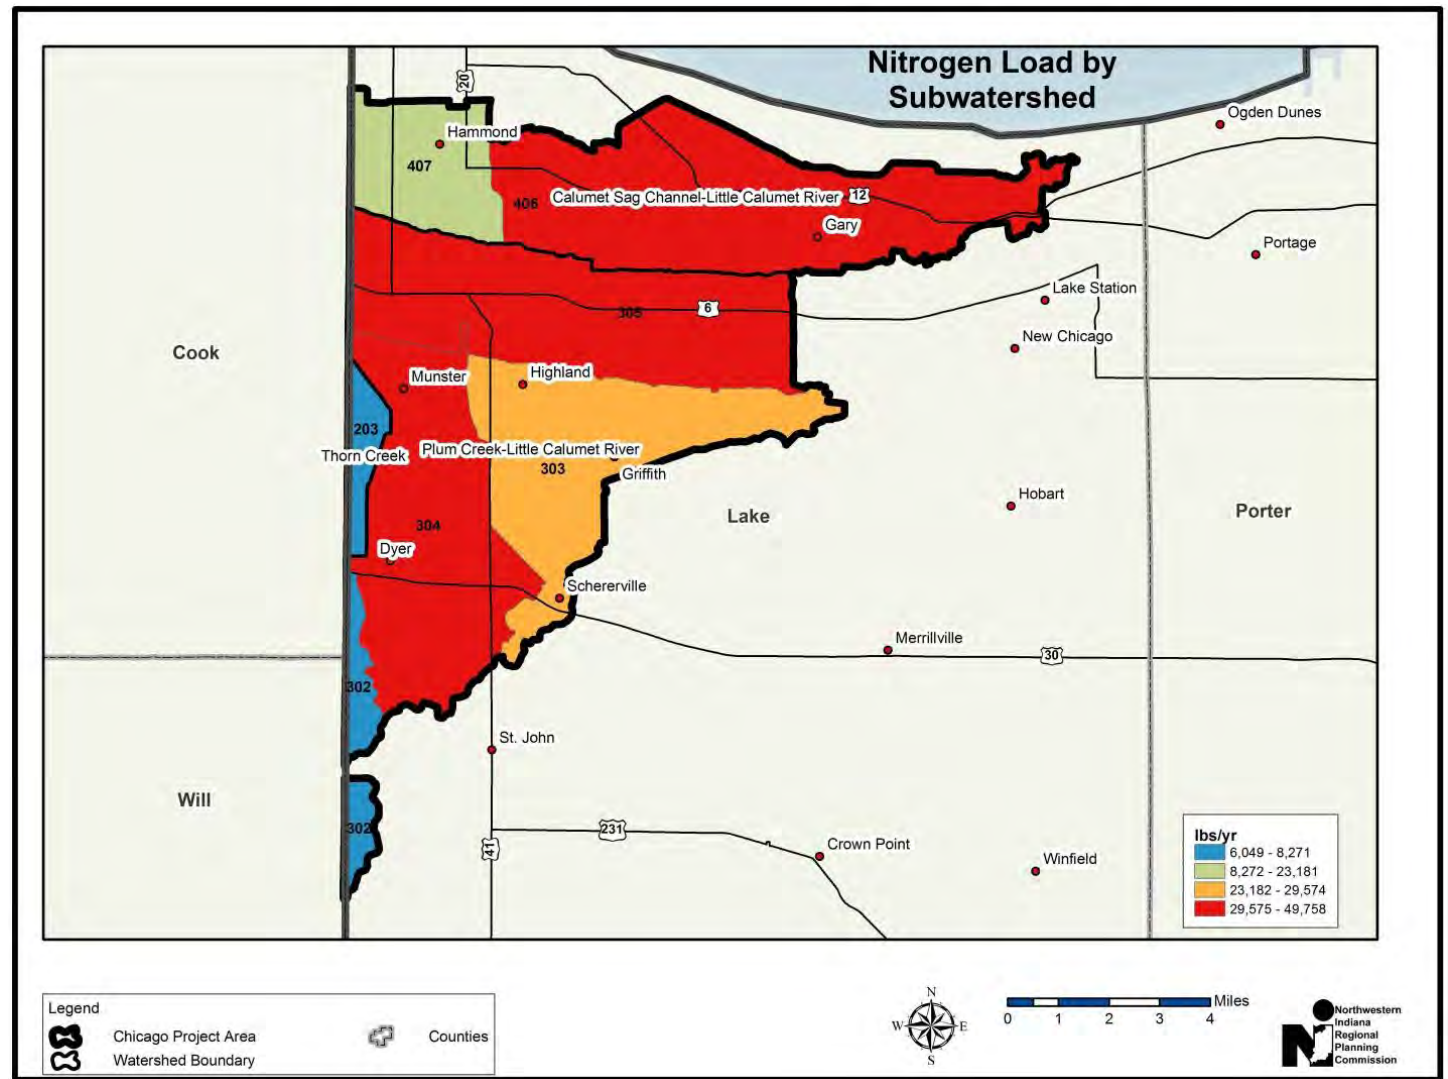 Nitrogen Load by
Subwatershed
Ogden Dunes
20
Hammond
407
406
Calumet Sag Channel-Little Calumet River
12
Gary
Portage
Lake Station
305
6
New Chicago
Cook
Munster
Highland
203
Thorn Creek
Plum Creek-Little Calumet River
303
Griffith
Hobart
Lake
Porter
304
Dyer
Schererville
Merrillville
30
302
St. John
Will
302
231
41
Crown Point
Winfield
lbs/yr
6,049 - 8,271
8,272 - 23,181
23,182 - 29,574
29,575 - 49,758
Legend
Chicago Project Area
Counties
Watershed Boundary
N
W
E
S
Miles
0 1 2 3 4
Northwestern
Indiana
Regional
Planning
Commission